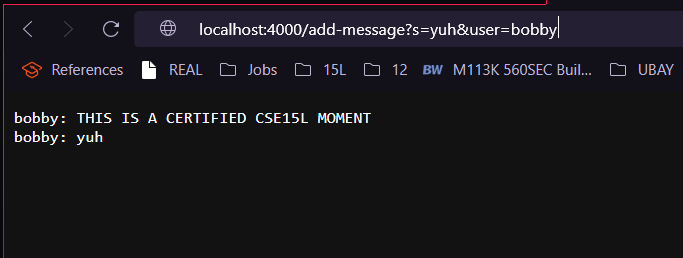 localhost:4000/add-message?s=yuh&user=bobby
References REAL Jobs 15L 12 BW M113K 560SEC Buil... UBAY
bobby: THIS IS A CERTIFIED CSE15L MOMENT
bobby: yuh